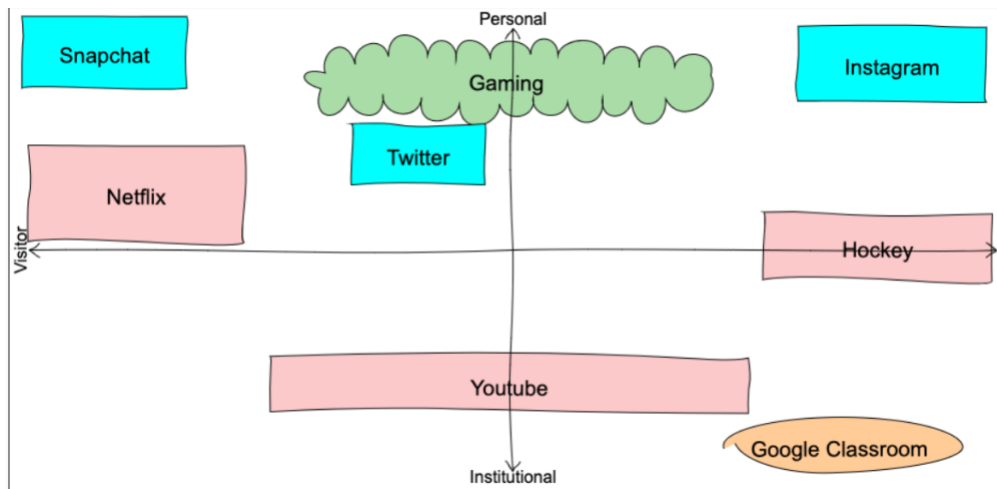 Personal
Snapchat
Gaming
Instagram
Twitter
Netflix
Visitor
Hockey
Youtube
Google Classroom
Institutional